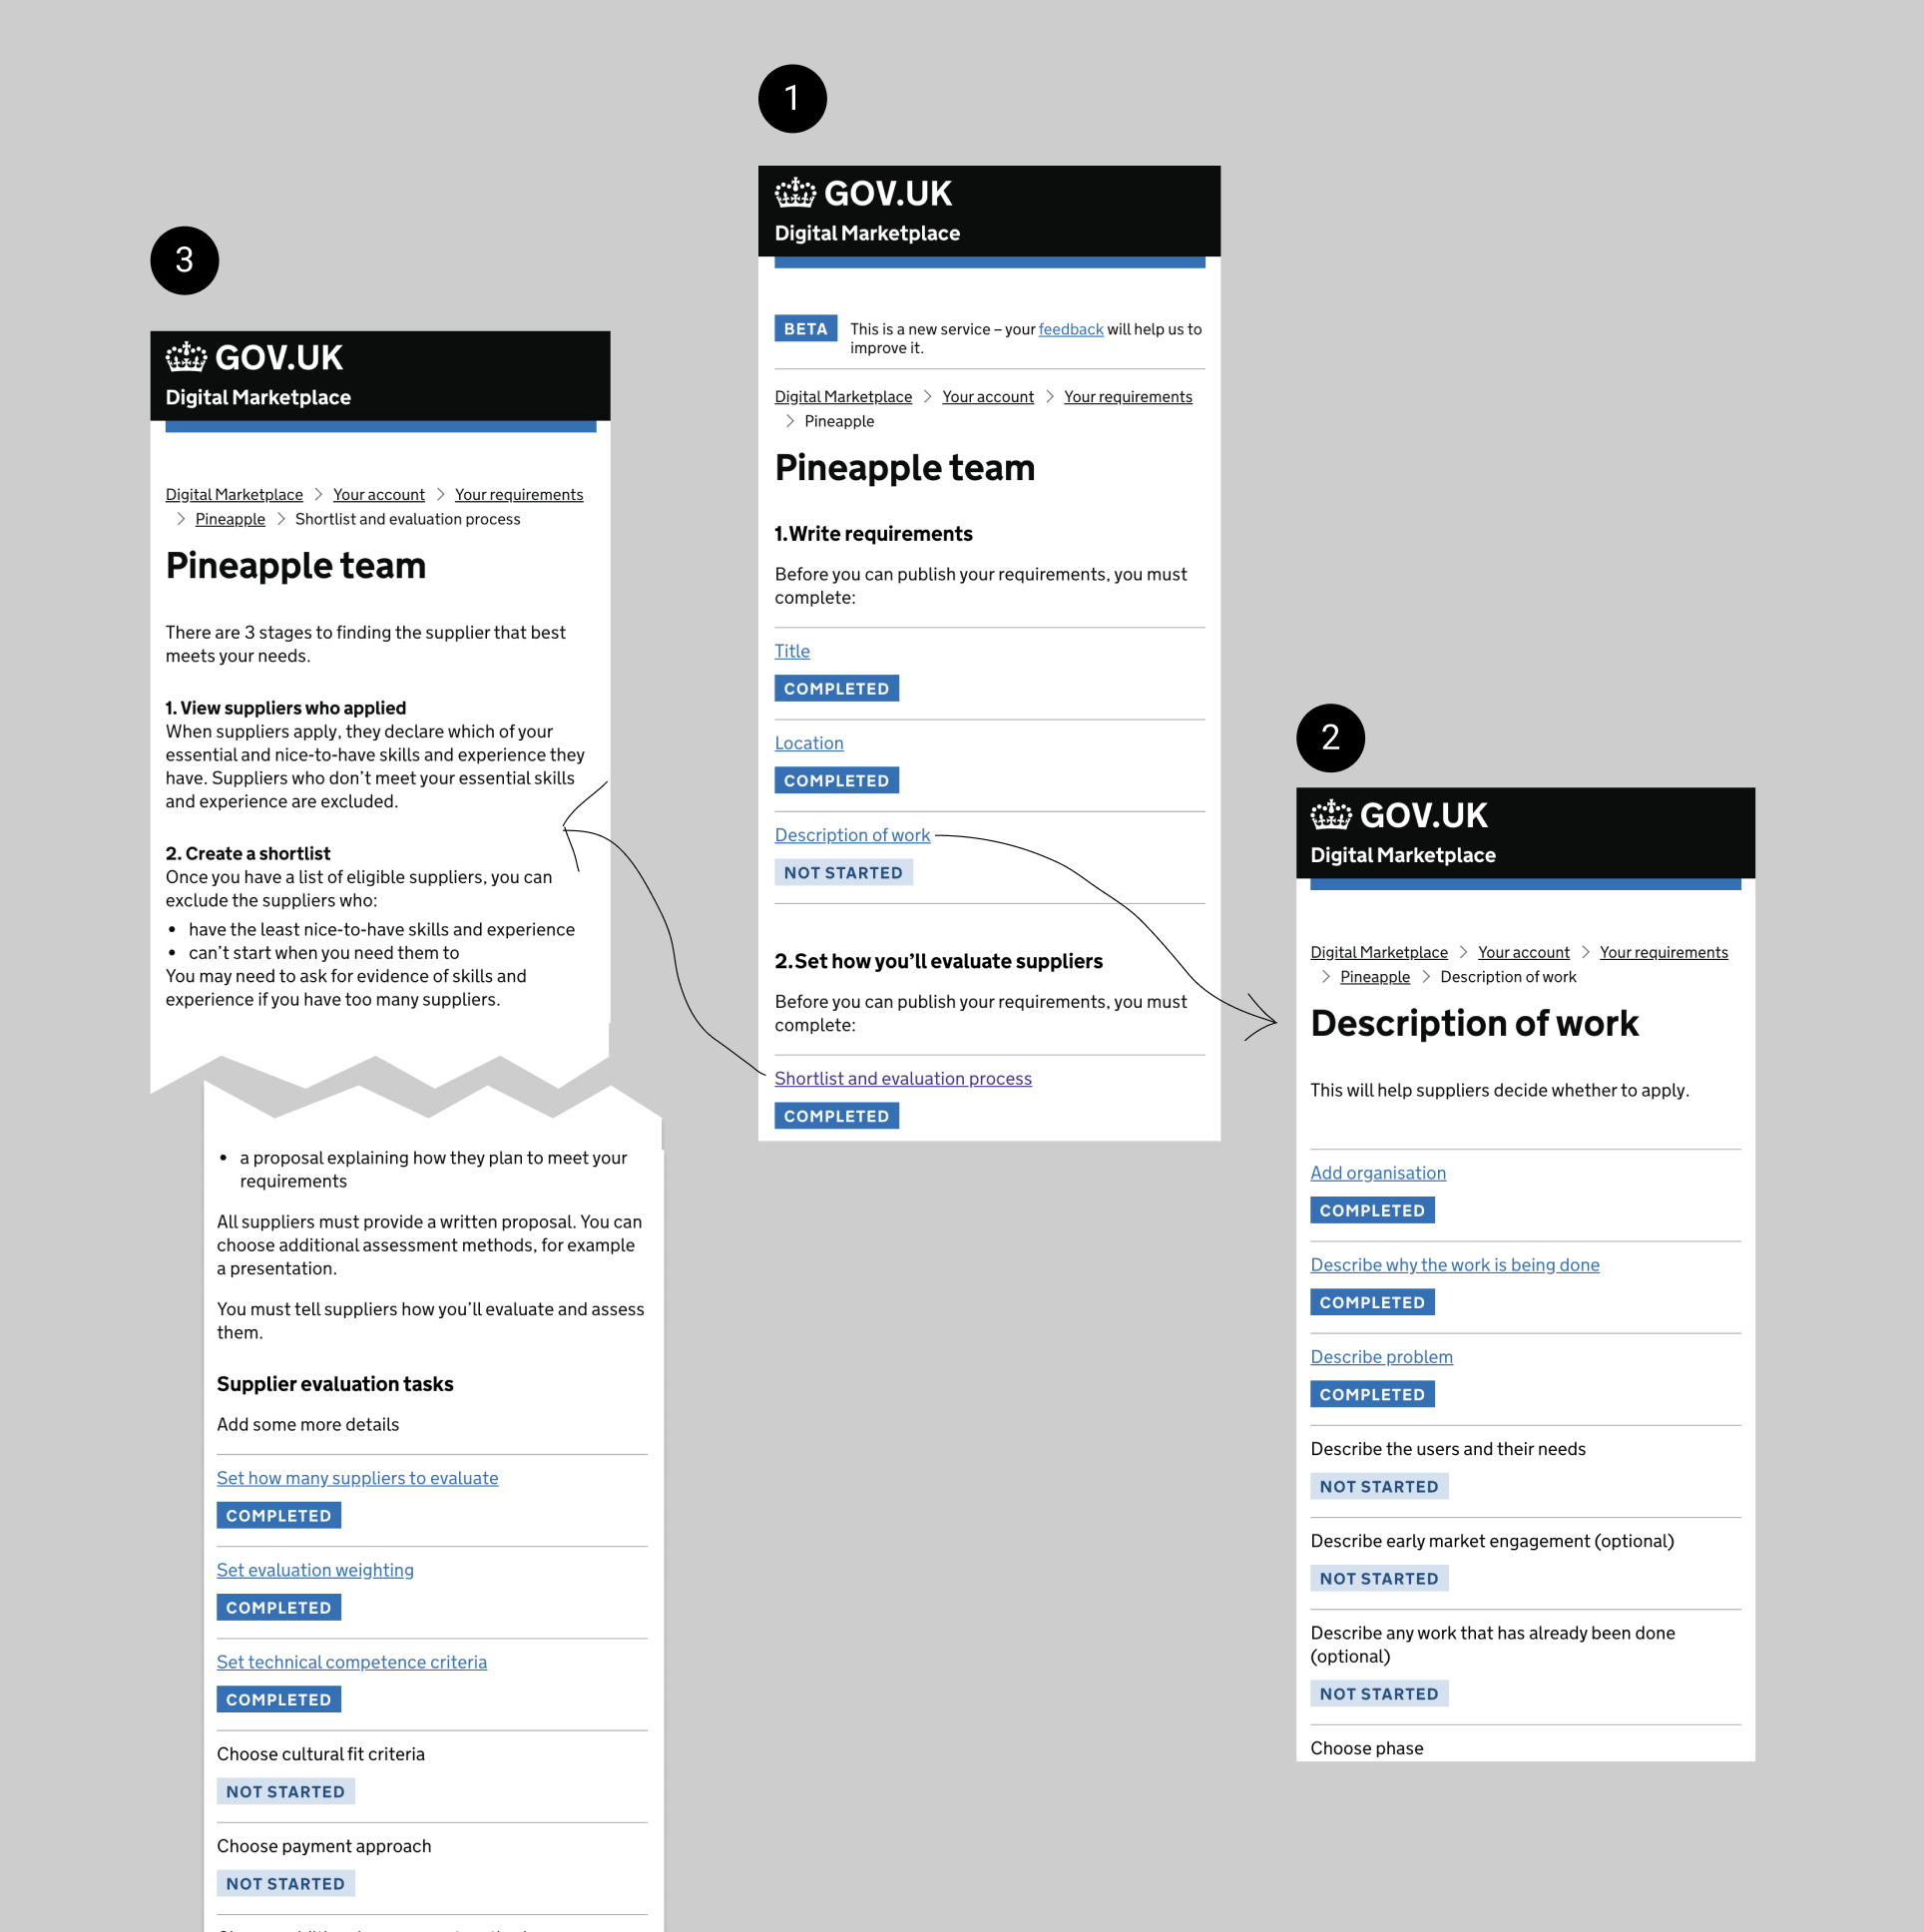 1
GOV.UK
Digital Marketplace
BETA This is a new service – your feedback will help us to
improve it.
Digital Marketplace > Your account > Your requirements
> Pineapple
Pineapple team
1.Write requirements
Before you can publish your requirements, you must
complete:
Title
COMPLETED
Location
COMPLETED
Description of work
NOT STARTED
2.Set how you’ll evaluate suppliers
Before you can publish your requirements, you must
complete:
Shortlist and evaluation process
COMPLETED
2
GOV.UK
Digital Marketplace
Digital Marketplace > Your account > Your requirements
> Pineapple > Description of work
Description of work
This will help suppliers decide whether to apply.
Add organisation
COMPLETED
Describe why the work is being done
COMPLETED
Describe problem
COMPLETED
Describe the users and their needs
NOT STARTED
Describe early market engagement (optional)
NOT STARTED
Describe any work that has already been done
(optional)
NOT STARTED
Choose phase
3
GOV.UK
Digital Marketplace
Digital Marketplace > Your account > Your requirements
> Pineapple > Shortlist and evaluation process
Pineapple team
There are 3 stages to finding the supplier that best
meets your needs.
1. View suppliers who applied
When suppliers apply, they declare which of your
essential and nice-to-have skills and experience they
have. Suppliers who don’t meet your essential skills
and experience are excluded.
2. Create a shortlist
Once you have a list of eligible suppliers, you can
exclude the suppliers who:
• have the least nice-to-have skills and experience
• can’t start when you need them to
You may need to ask for evidence of skills and
experience if you have too many suppliers.
• a proposal explaining how they plan to meet your
requirements
All suppliers must provide a written proposal. You can
choose additional assessment methods, for example
a presentation.
You must tell suppliers how you’ll evaluate and assess
them.
Supplier evaluation tasks
Add some more details
Set how many suppliers to evaluate
COMPLETED
Set evaluation weighting
COMPLETED
Set technical competence criteria
COMPLETED
Choose cultural fit criteria
NOT STARTED
Choose payment approach
NOT STARTED